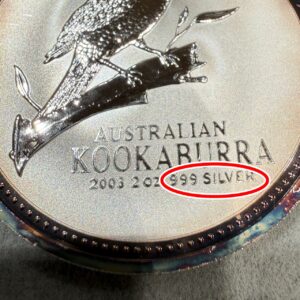 AUSTRALIAN
KOOKABURRA
2003 2 OZ 999 SILVER